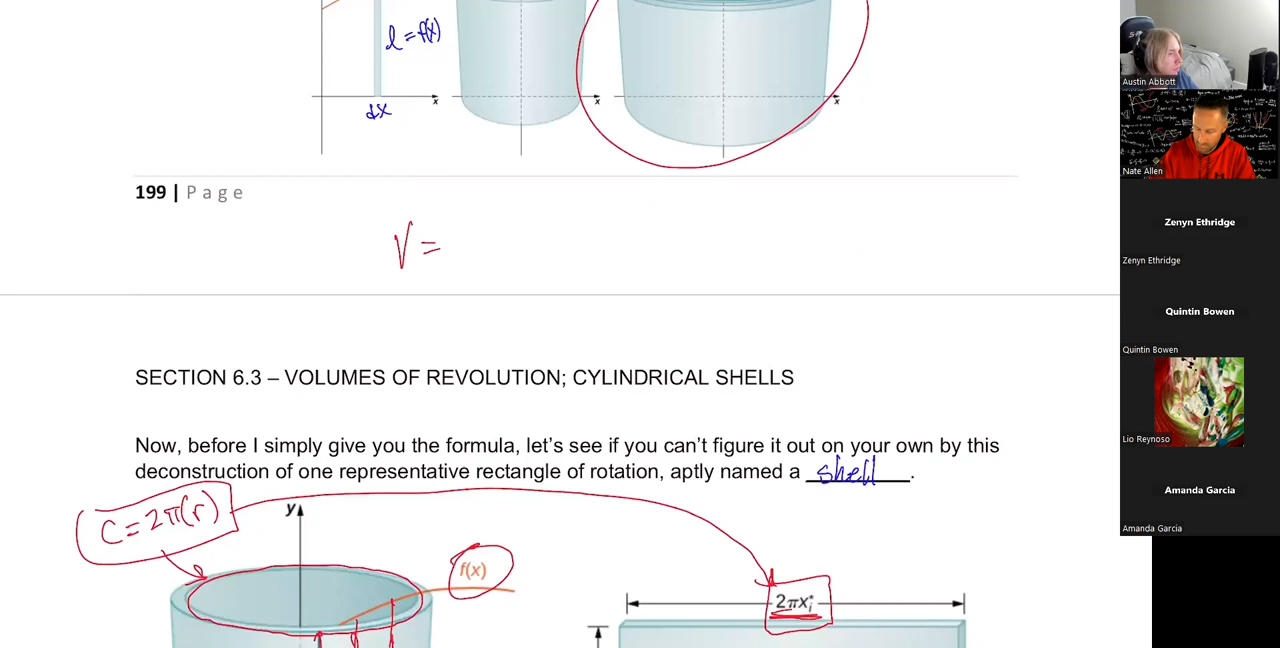 l = f(x)
x
x
x
dx
199 | Page
V =
SECTION 6.3 – VOLUMES OF REVOLUTION; CYLINDRICAL SHELLS
Now, before I simply give you the formula, let's see if you can't figure it out on your own by this
deconstruction of one representative rectangle of rotation, aptly named a shell.
C = 2π(r)
y
f(x)
2πx*i
Austin Abbott
Nate Allen
Zenyn Ethridge
Zenyn Ethridge
Quintin Bowen
Quintin Bowen
Lio Reynoso
Amanda Garcia
Amanda Garcia